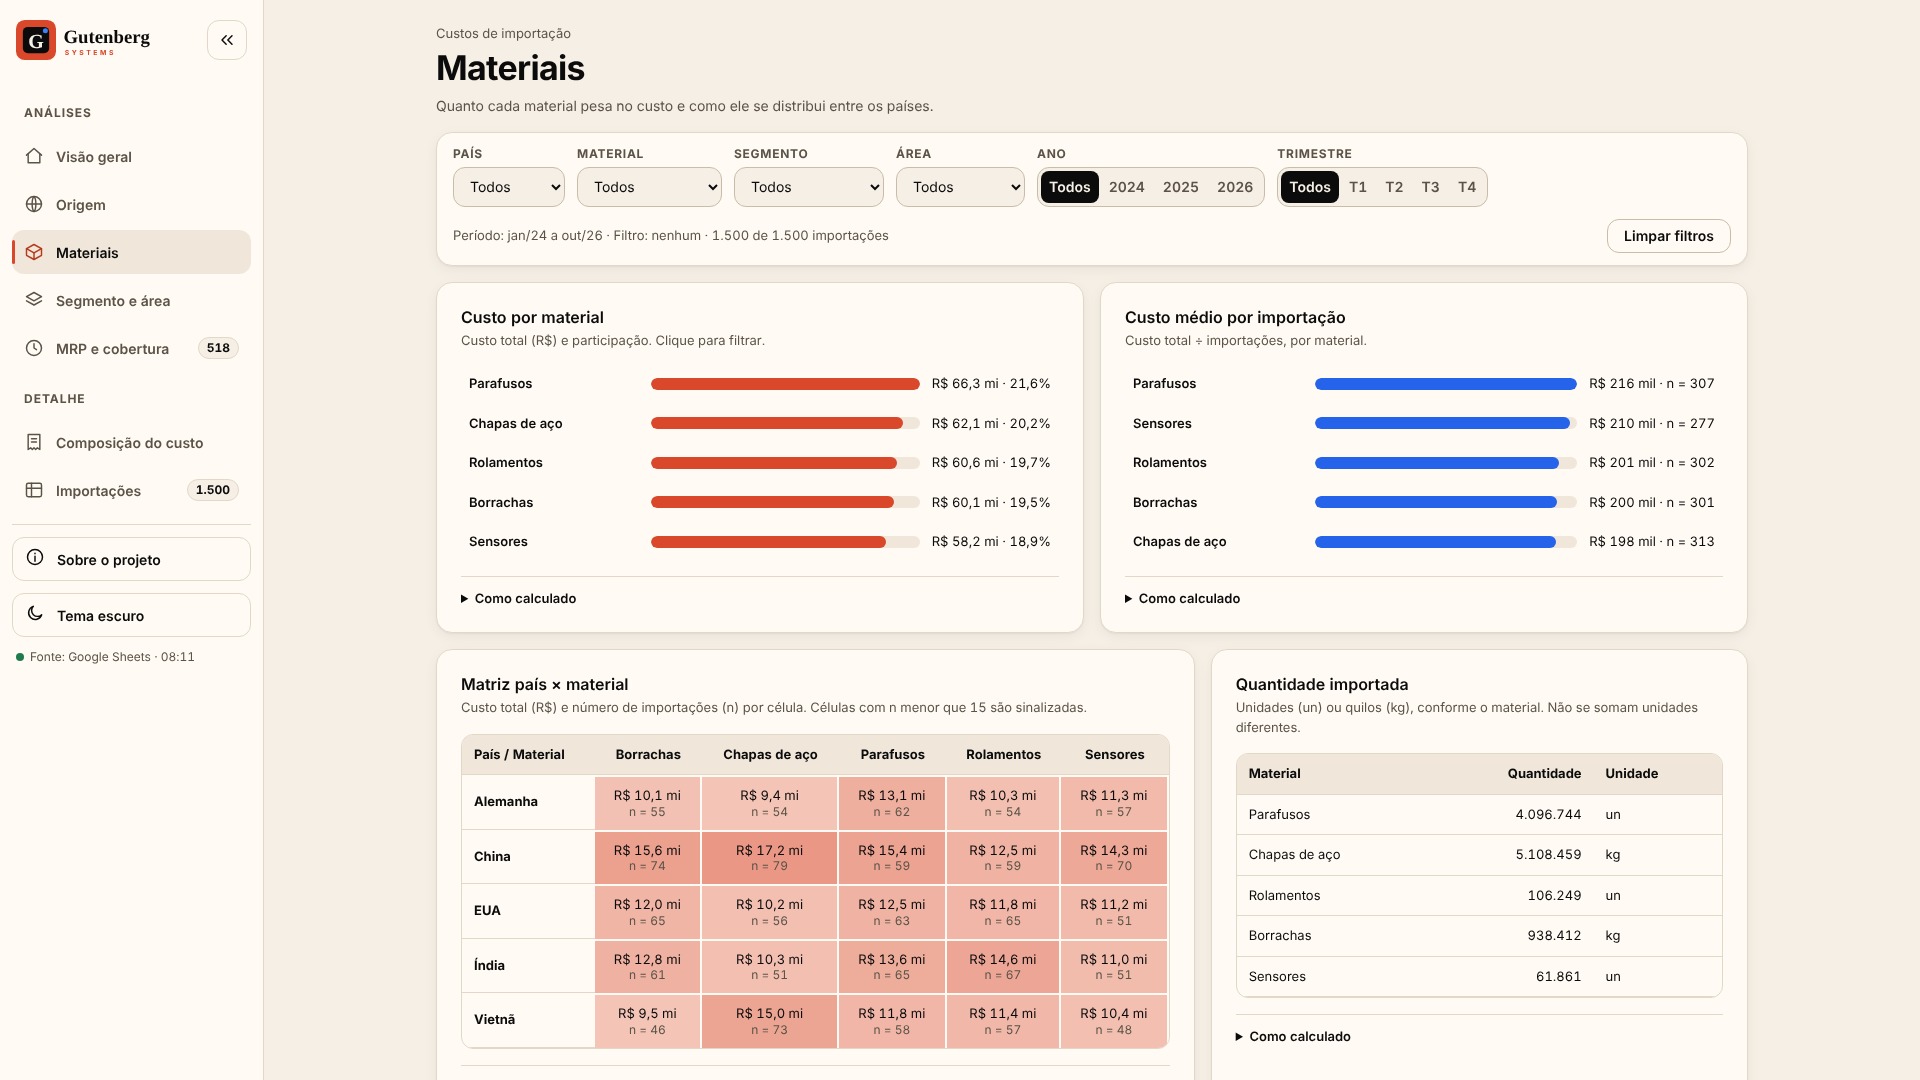 G
Gutenberg
SYSTEMS
ANÁLISES
Visão geral
Origem
Materiais
Segmento e área
MRP e cobertura 518
DETALHE
Composição do custo
Importações 1.500
Sobre o projeto
Tema escuro
Fonte: Google Sheets · 08:11
Custos de importação
Materiais
Quanto cada material pesa no custo e como ele se distribui entre os países.
PAÍS MATERIAL SEGMENTO ÁREA ANO TRIMESTRE
Todos Todos Todos Todos Todos 2024 2025 2026 Todos T1 T2 T3 T4
Período: jan/24 a out/26 · Filtro: nenhum · 1.500 de 1.500 importações Limpar filtros
Custo por material
Custo total (R$) e participação. Clique para filtrar.
Parafusos R$ 66,3 mi · 21,6%
Chapas de aço R$ 62,1 mi · 20,2%
Rolamentos R$ 60,6 mi · 19,7%
Borrachas R$ 60,1 mi · 19,5%
Sensores R$ 58,2 mi · 18,9%
Como calculado
Custo médio por importação
Custo total ÷ importações, por material.
Parafusos R$ 216 mil · n = 307
Sensores R$ 210 mil · n = 277
Rolamentos R$ 201 mil · n = 302
Borrachas R$ 200 mil · n = 301
Chapas de aço R$ 198 mil · n = 313
Como calculado
Matriz país × material
Custo total (R$) e número de importações (n) por célula. Células com n menor que 15 são sinalizadas.
País / Material Borrachas Chapas de aço Parafusos Rolamentos Sensores
Alemanha R$ 10,1 mi R$ 9,4 mi R$ 13,1 mi R$ 10,3 mi R$ 11,3 mi
n = 55 n = 54 n = 62 n = 54 n = 57
China R$ 15,6 mi R$ 17,2 mi R$ 15,4 mi R$ 12,5 mi R$ 14,3 mi
n = 74 n = 79 n = 59 n = 59 n = 70
EUA R$ 12,0 mi R$ 10,2 mi R$ 12,5 mi R$ 11,8 mi R$ 11,2 mi
n = 65 n = 56 n = 63 n = 65 n = 51
Índia R$ 12,8 mi R$ 10,3 mi R$ 13,6 mi R$ 14,6 mi R$ 11,0 mi
n = 61 n = 51 n = 65 n = 67 n = 51
Vietnã R$ 9,5 mi R$ 15,0 mi R$ 11,8 mi R$ 11,4 mi R$ 10,4 mi
n = 46 n = 73 n = 58 n = 57 n = 48
Quantidade importada
Unidades (un) ou quilos (kg), conforme o material. Não se somam unidades
diferentes.
Material Quantidade Unidade
Parafusos 4.096.744 un
Chapas de aço 5.108.459 kg
Rolamentos 106.249 un
Borrachas 938.412 kg
Sensores 61.861 un
Como calculado